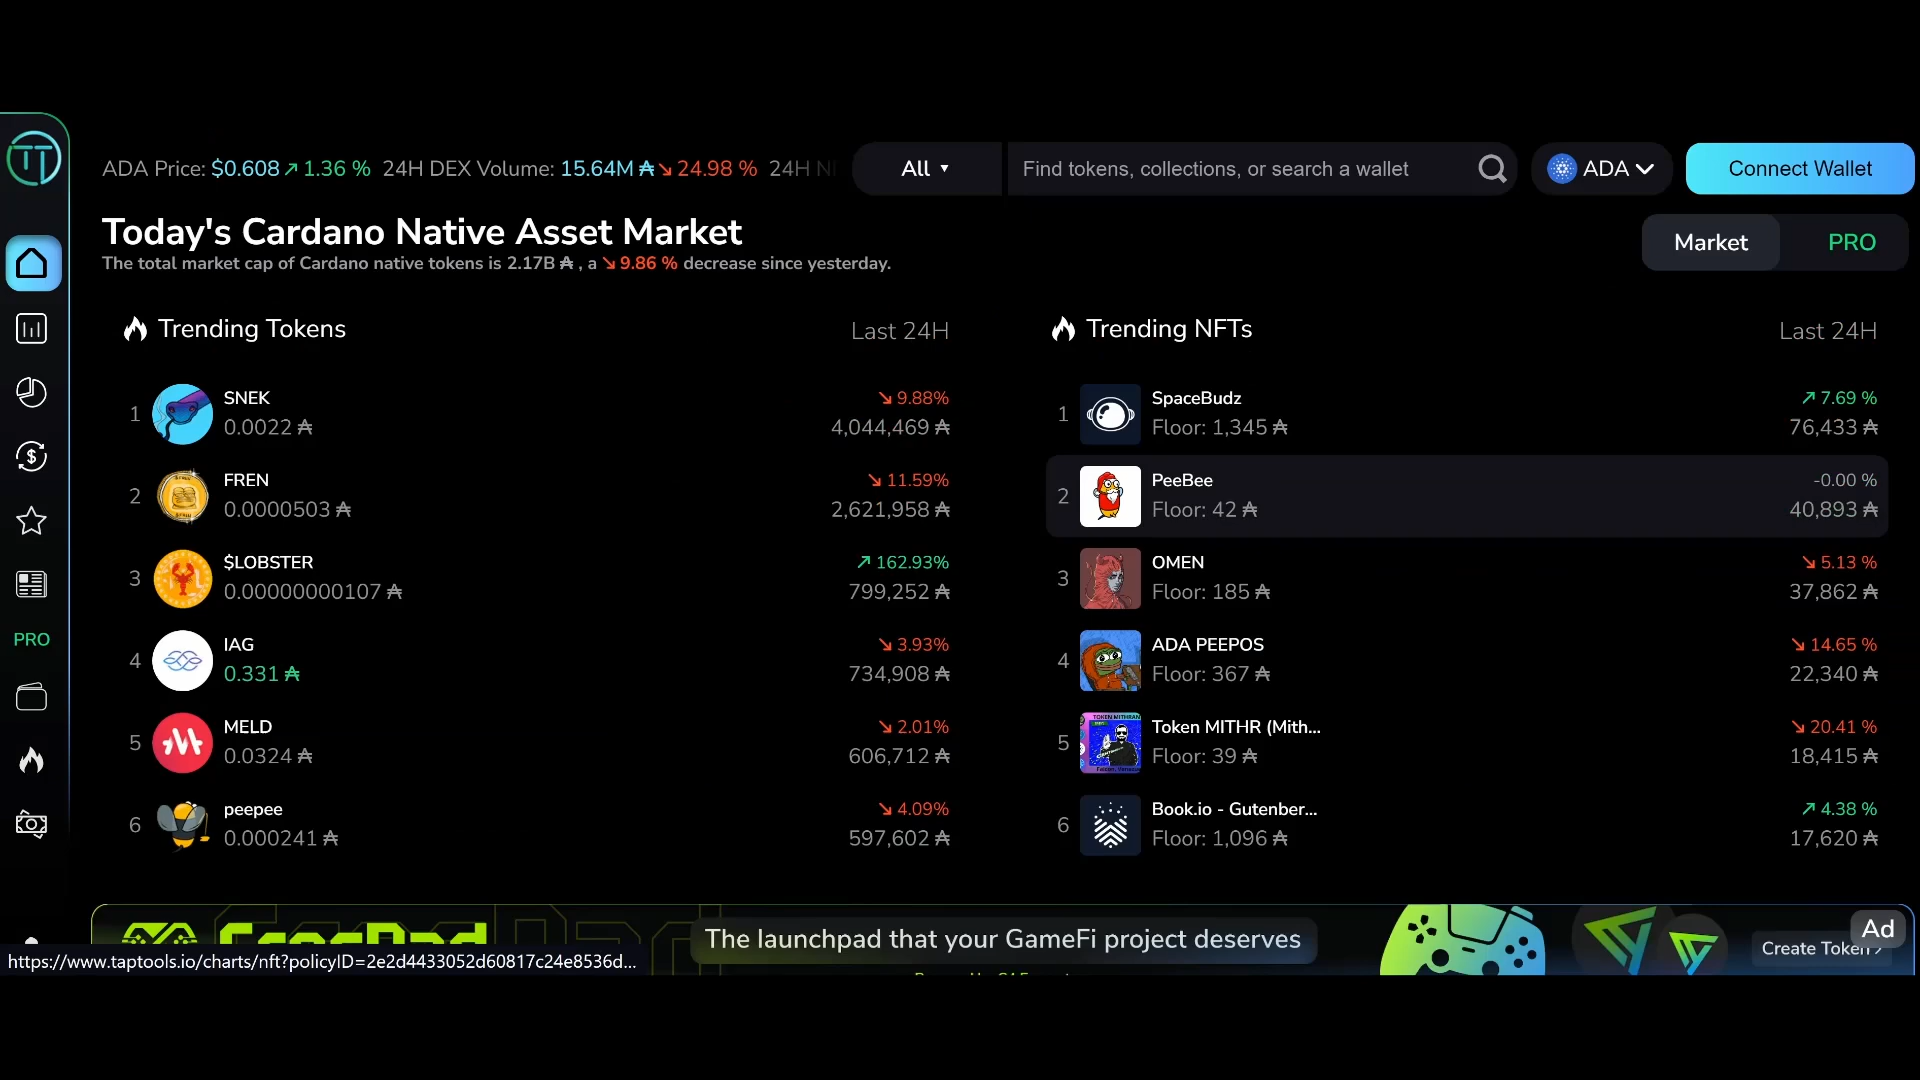 ADA Price: $0.608 ↗ 1.36 % 24H DEX Volume: 15.64M ₳ ↘ 24.98 % 24H
All ▾
Find tokens, collections, or search a wallet
ADA
Connect Wallet
Today's Cardano Native Asset Market
The total market cap of Cardano native tokens is 2.17B ₳ , a ↘ 9.86 % decrease since yesterday.
Market
PRO
Trending Tokens
Last 24H
1
SNEK
↘ 9.88%
0.0022 ₳
4,044,469 ₳
2
FREN
↘ 11.59%
0.0000503 ₳
2,621,958 ₳
3
$LOBSTER
↗ 162.93%
0.00000000107 ₳
799,252 ₳
4
IAG
↘ 3.93%
0.331 ₳
734,908 ₳
5
MELD
↘ 2.01%
0.0324 ₳
606,712 ₳
6
peepee
↘ 4.09%
0.000241 ₳
597,602 ₳
Trending NFTs
Last 24H
1
SpaceBudz
↗ 7.69 %
Floor: 1,345 ₳
76,433 ₳
2
PeeBee
-0.00 %
Floor: 42 ₳
40,893 ₳
3
OMEN
↘ 5.13 %
Floor: 185 ₳
37,862 ₳
4
ADA PEEPOS
↘ 14.65 %
Floor: 367 ₳
22,340 ₳
5
Token MITHR (Mith...
↘ 20.41 %
Floor: 39 ₳
18,415 ₳
6
Book.io - Gutenber...
↗ 4.38 %
Floor: 1,096 ₳
17,620 ₳
PRO
The launchpad that your GameFi project deserves
Ad
Create Token ›
https://www.taptools.io/charts/nft?policyID=2e2d4433052d60817c24e8536d...